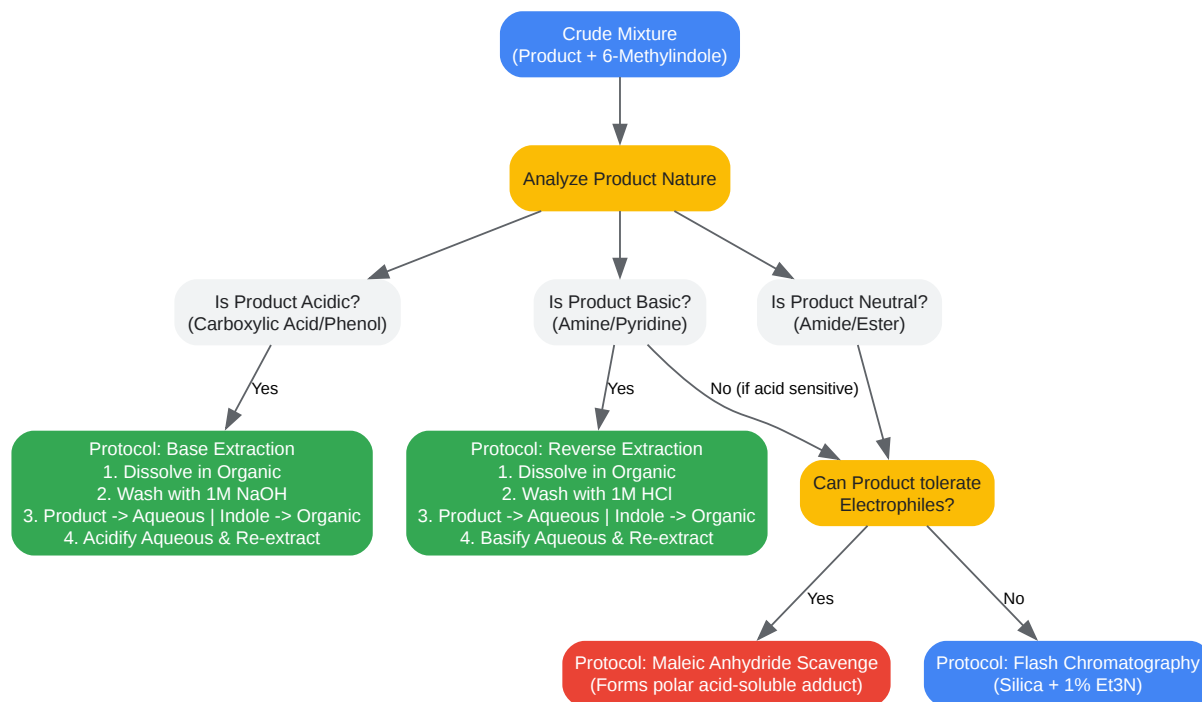 Crude Mixture
(Product + 6-Methylindole)
Analyze Product Nature
Is Product Acidic?
(Carboxylic Acid/Phenol)
Is Product Basic?
(Amine/Pyridine)
Is Product Neutral?
(Amide/Ester)
Yes
Yes
No (if acid sensitive)
Protocol: Base Extraction
1. Dissolve in Organic
2. Wash with 1M NaOH
3. Product -> Aqueous | Indole -> Organic
4. Acidify Aqueous & Re-extract
Protocol: Reverse Extraction
1. Dissolve in Organic
2. Wash with 1M HCl
3. Product -> Aqueous | Indole -> Organic
4. Basify Aqueous & Re-extract
Can Product tolerate
Electrophiles?
Yes
No
Protocol: Maleic Anhydride Scavenge
(Forms polar acid-soluble adduct)
Protocol: Flash Chromatography
(Silica + 1% Et3N)